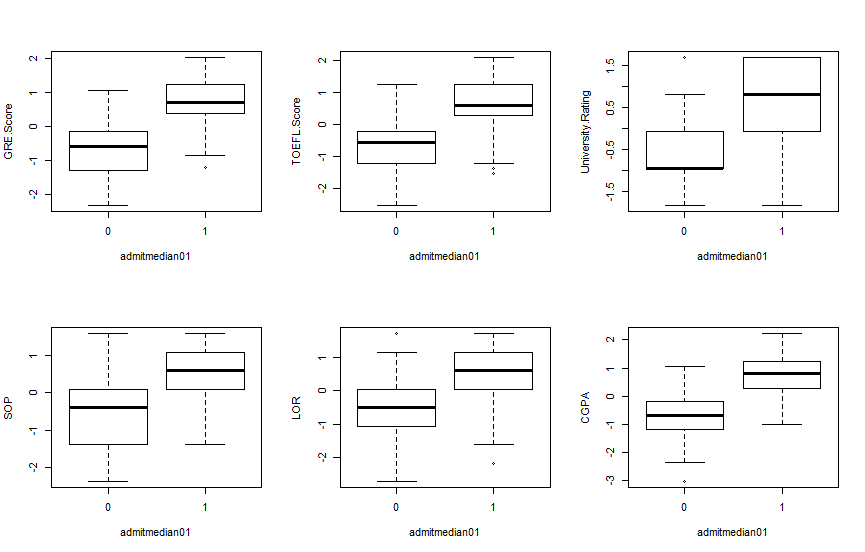 GRE.Score
2
1
0
-1
-2
0 1
admitmedian01
TOEFL.Score
2
1
0
-1
-2
0 1
admitmedian01
University.Rating
1.5
0.5
-0.5
-1.5
0 1
admitmedian01
SOP
1
0
-1
-2
0 1
admitmedian01
LOR
1
0
-1
-2
0 1
admitmedian01
CGPA
2
1
0
-1
-2
-3
0 1
admitmedian01